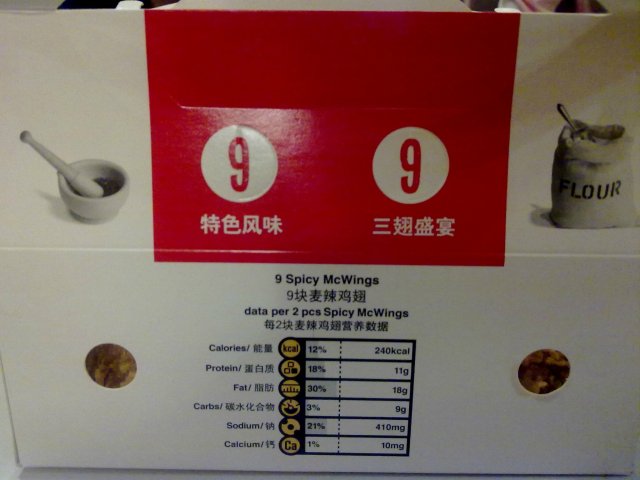 9 9
特色风味 三翅盛宴
FLOUR
9 Spicy McWings
9块麦辣鸡翅
data per 2 pcs Spicy McWings
每2块麦辣鸡翅营养数据
Calories/ 能量 kcal 12% 240kcal
Protein/ 蛋白质 18% 11g
Fat/ 脂肪 30% 18g
Carbs/ 碳水化合物 3% 9g
Sodium/ 钠 21% 410mg
Calcium/ 钙 Ca 1% 10mg